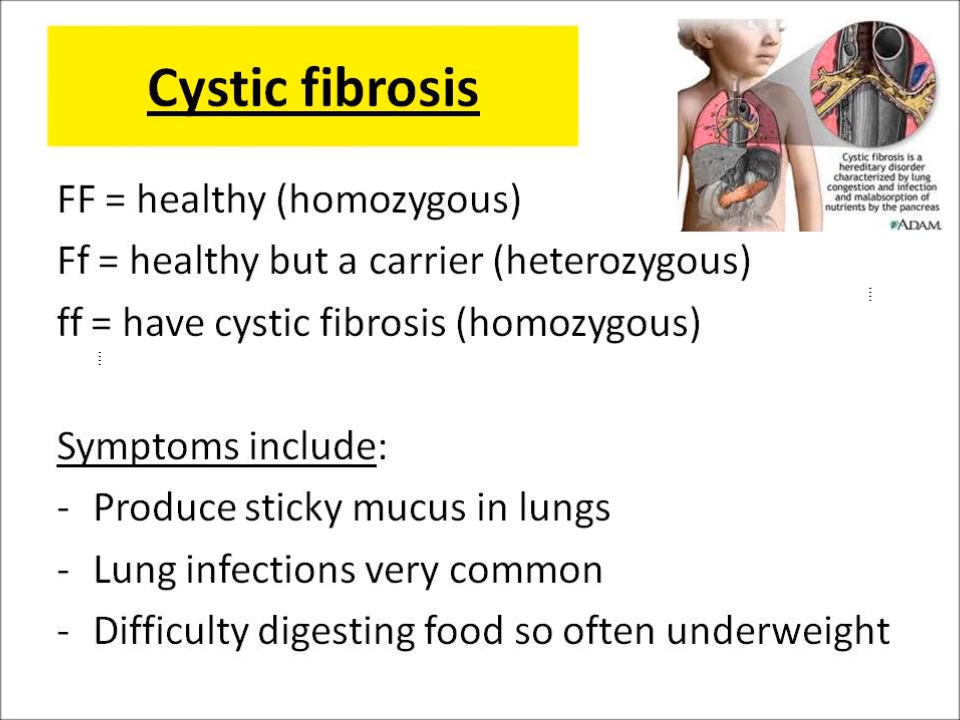 Cystic fibrosis
Cystic fibrosis is a
hereditary disorder
characterized by lung
congestion and infection
and malabsorption of
nutrients by the pancreas
ADAM.
FF = healthy (homozygous)
Ff = healthy but a carrier (heterozygous)
ff = have cystic fibrosis (homozygous)
Symptoms include:
- Produce sticky mucus in lungs
- Lung infections very common
- Difficulty digesting food so often underweight